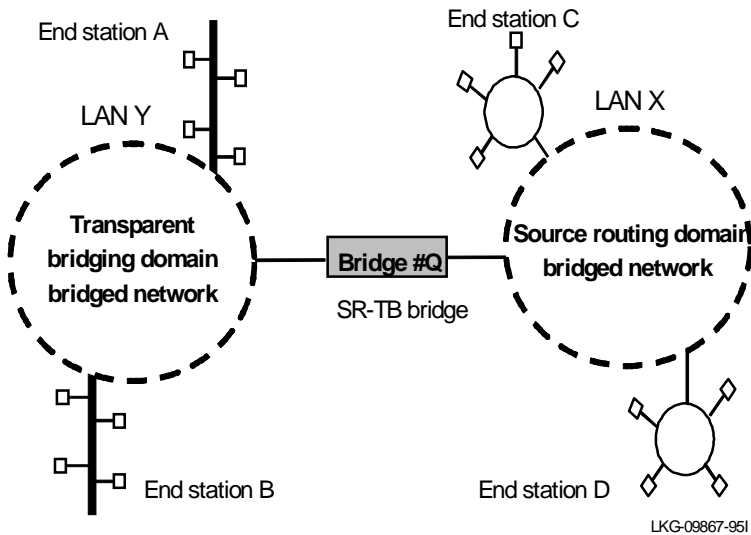 End station A
End station C
LAN Y
LAN X
Transparent
bridging domain
bridged network
Bridge #Q
SR-TB bridge
Source routing domain
bridged network
End station B
End station D
LKG-09867-95I